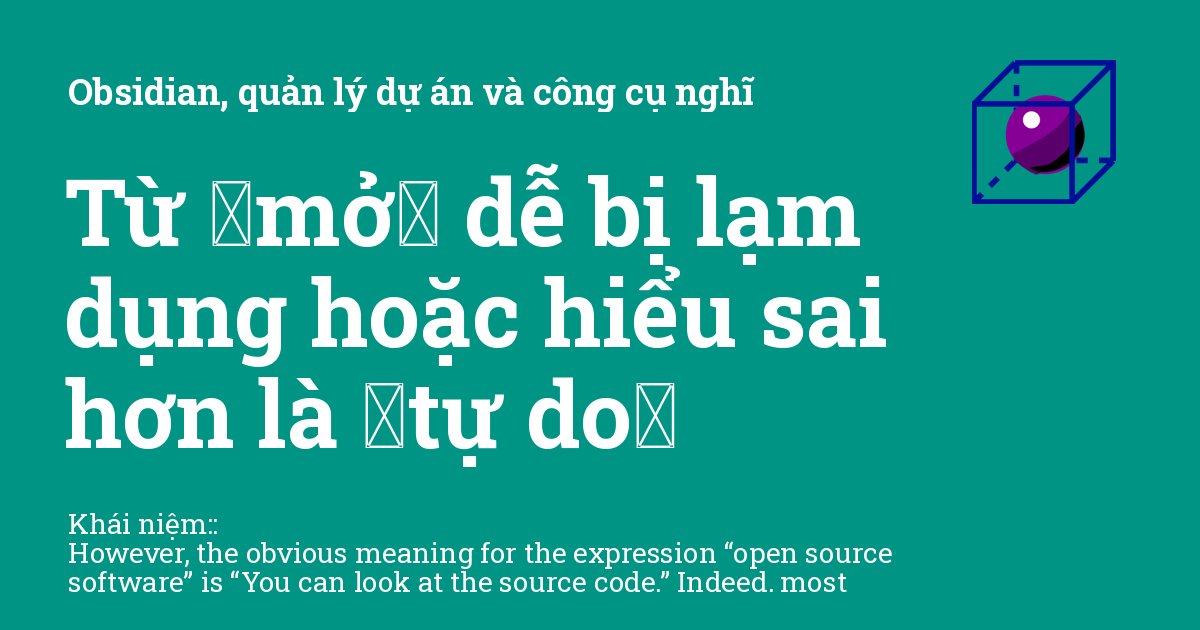 Obsidian, quản lý dự án và công cụ nghĩ
Từ mở dễ bị lạm
dụng hoặc hiểu sai
hơn là tự do
Khái niệm::
However, the obvious meaning for the expression “open source
software” is “You can look at the source code.” Indeed. most